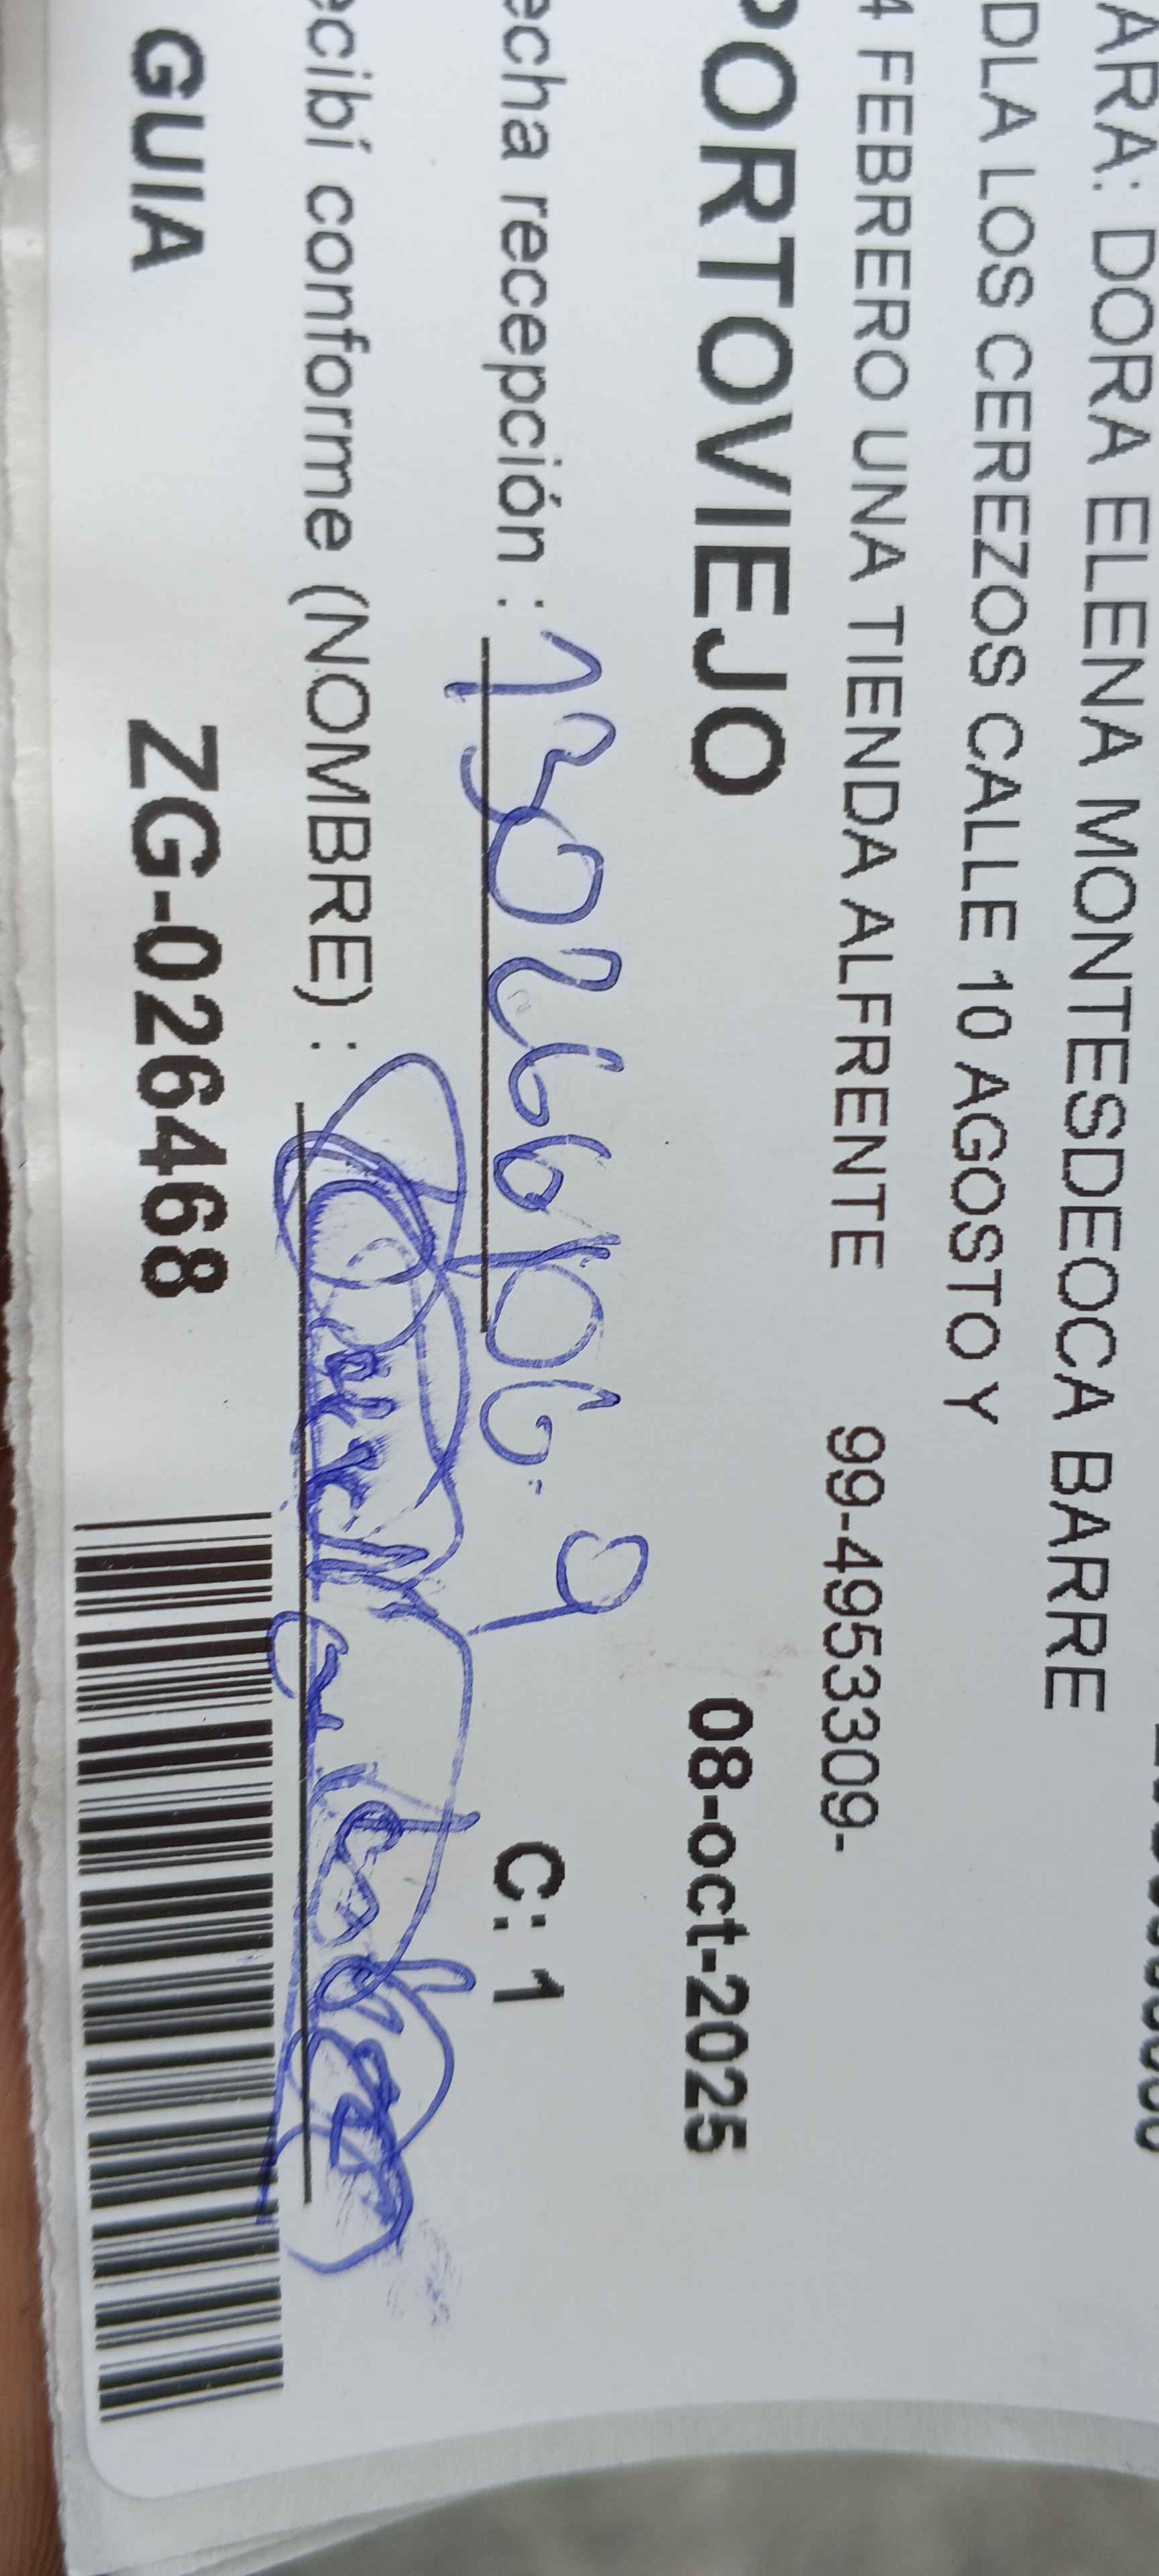 ARA: DORA ELENA MONTESDEOCA BARRE
DLA LOS CEREZOS CALLE 10 AGOSTO Y
4 FEBRERO UNA TIENDA ALFRENTE 99-4953309-
PORTOVIEJO 08-oct-2025
echa recepción : C: 1
ecibí conforme (NOMBRE) :
GUIA ZG-026468